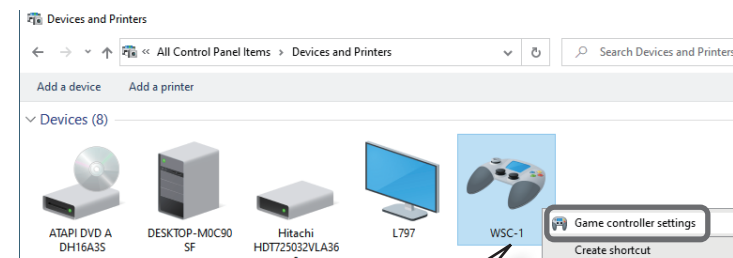 Devices and Printers
« All Control Panel Items > Devices and Printers
Search Devices and Printers
Add a device Add a printer
Devices (8)
ATAPI DVD A
DH16A3S
DESKTOP-M0C90
SF
Hitachi
HDT725032VLA36
L797
WSC-1
Game controller settings
Create shortcut